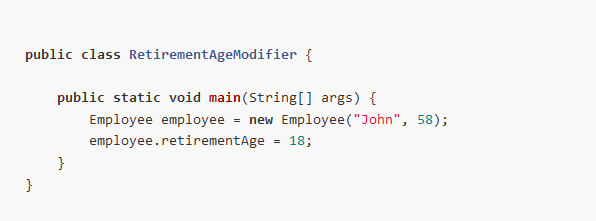 public class RetirementAgeModifier {
public static void main(String[] args) {
Employee employee = new Employee("John", 58);
employee.retirementAge = 18;
}
}